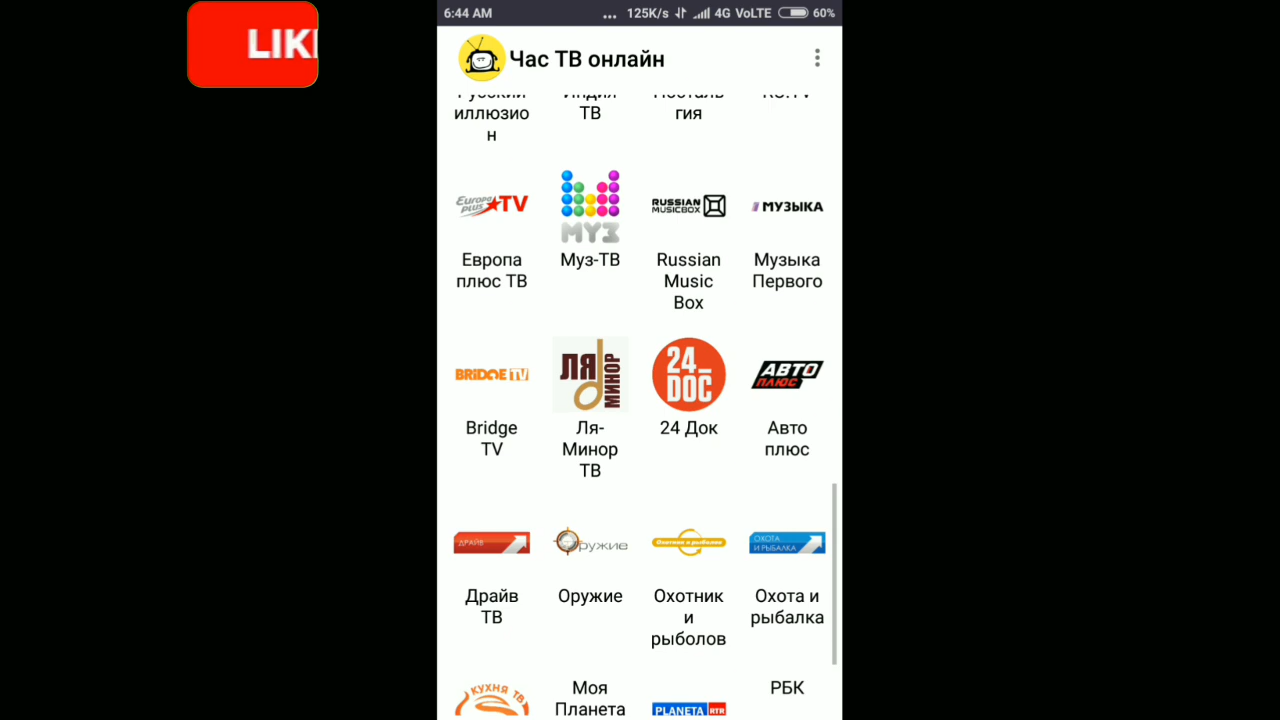 LIK
6:44 AM
... 125K/s 4G VoLTE 60%
Час ТВ онлайн
иллюзио
н
ТВ
гия
Europa
plus TV
МУЗ
RUSSIAN
MUSICBOX
МУЗЫКА
Европа
плюс ТВ
Муз-ТВ
Russian
Music
Box
Музыка
Первого
BRIDGE TV
ЛЯ
МИНОР
24_
DOC
АВТО
ПЛЮС
Bridge
TV
Ля-
Минор
ТВ
24 Док
Авто
плюс
ДРАЙВ
Оружие
Охотник и рыболов
ОХОТА
И РЫБАЛКА
Драйв
ТВ
Оружие
Охотник
и
рыболов
Охота и
рыбалка
КУХНЯ ТВ
Моя
Планета
PLANETA RTR
РБК